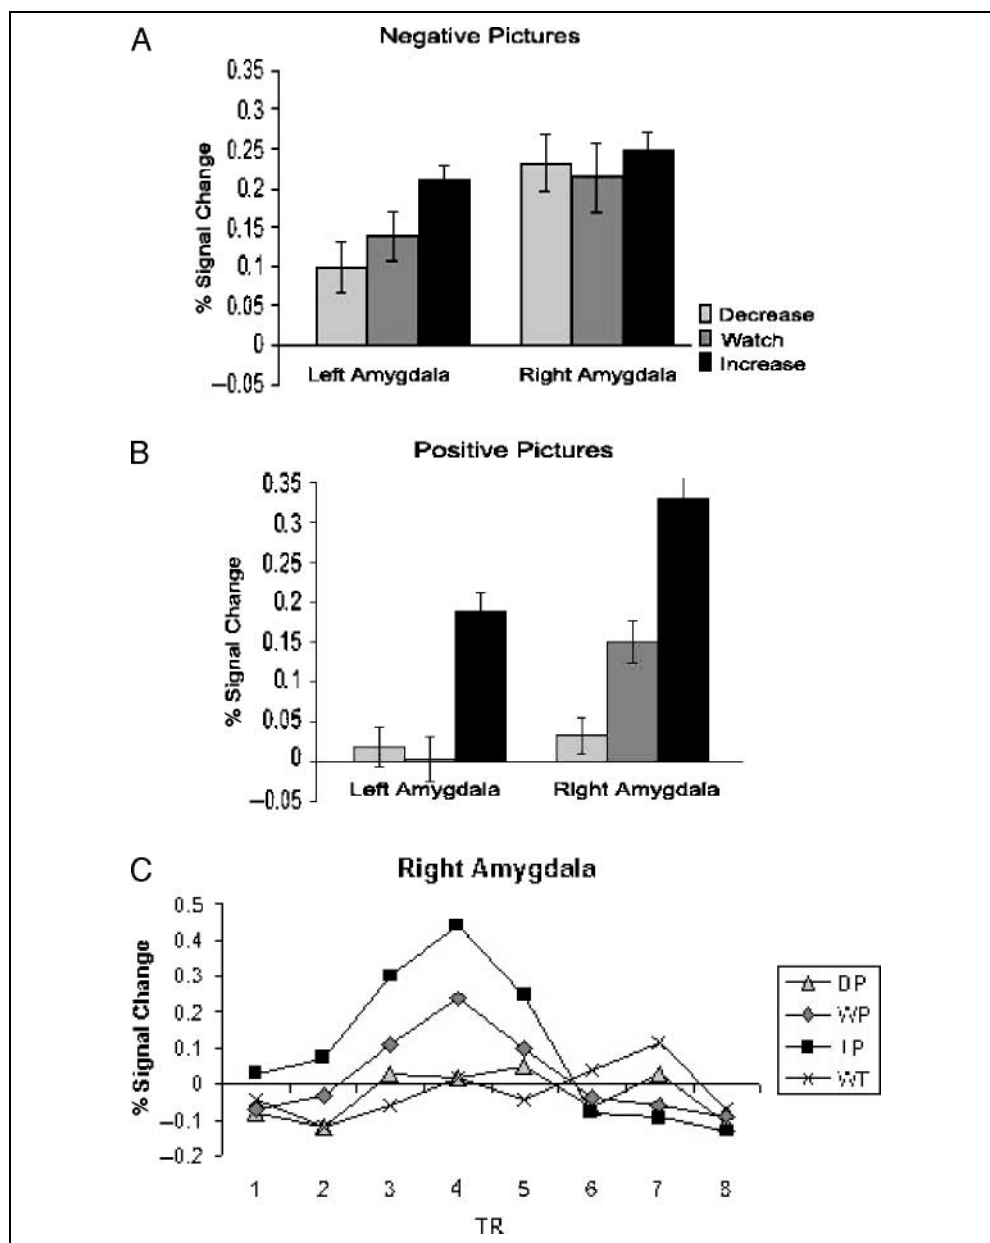 A
Negative Pictures
% Signal Change
0.35
0.3
0.25
0.2
0.15
0.1
0.05
0
–0.05
Left Amygdala
Right Amygdala
Decrease
Watch
Increase
B
Positive Pictures
% Signal Change
0.35
0.3
0.25
0.2
0.15
0.1
0.05
0
–0.05
Left Amygdala
Right Amygdala
C
Right Amygdala
% Signal Change
0.5
0.4
0.3
0.2
0.1
0
–0.1
–0.2
1 2 3 4 5 6 7 8
TR
DP
WP
IP
WT